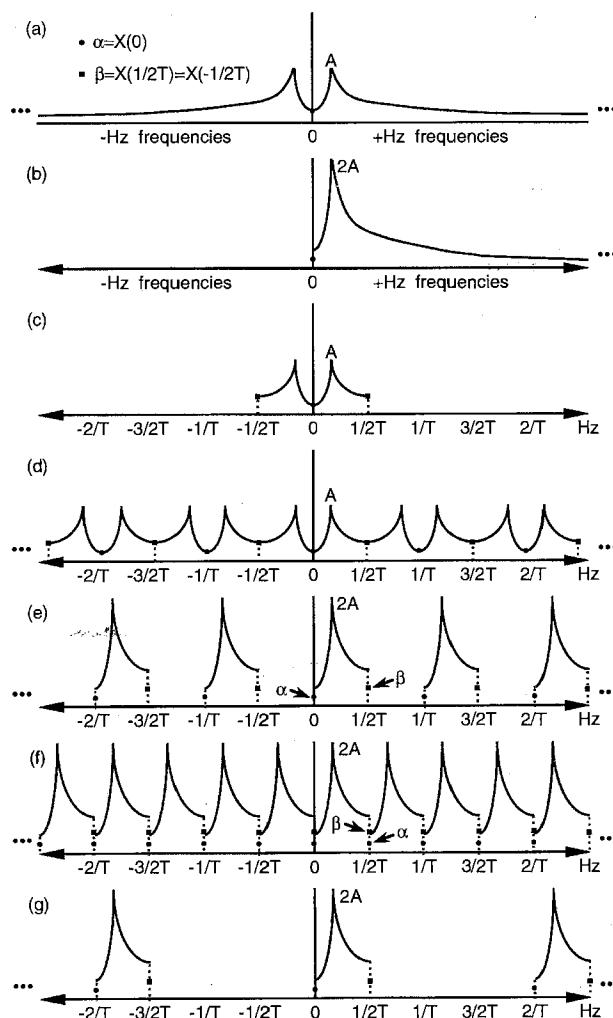 (a)
• α=X(0)
■ β=X(1/2T)=X(-1/2T)
A
... ...
-Hz frequencies 0 +Hz frequencies
(b)
2A
...
-Hz frequencies 0 +Hz frequencies
(c)
A
-2/T -3/2T -1/T -1/2T 0 1/2T 1/T 3/2T 2/T Hz
(d)
A
... ...
-2/T -3/2T -1/T -1/2T 0 1/2T 1/T 3/2T 2/T Hz
(e)
2A
α β
... ...
-2/T -3/2T -1/T -1/2T 0 1/2T 1/T 3/2T 2/T Hz
(f)
2A
β α
... ...
-2/T -3/2T -1/T -1/2T 0 1/2T 1/T 3/2T 2/T Hz
(g)
2A
... ...
-2/T -3/2T -1/T -1/2T 0 1/2T 1/T 3/2T 2/T Hz